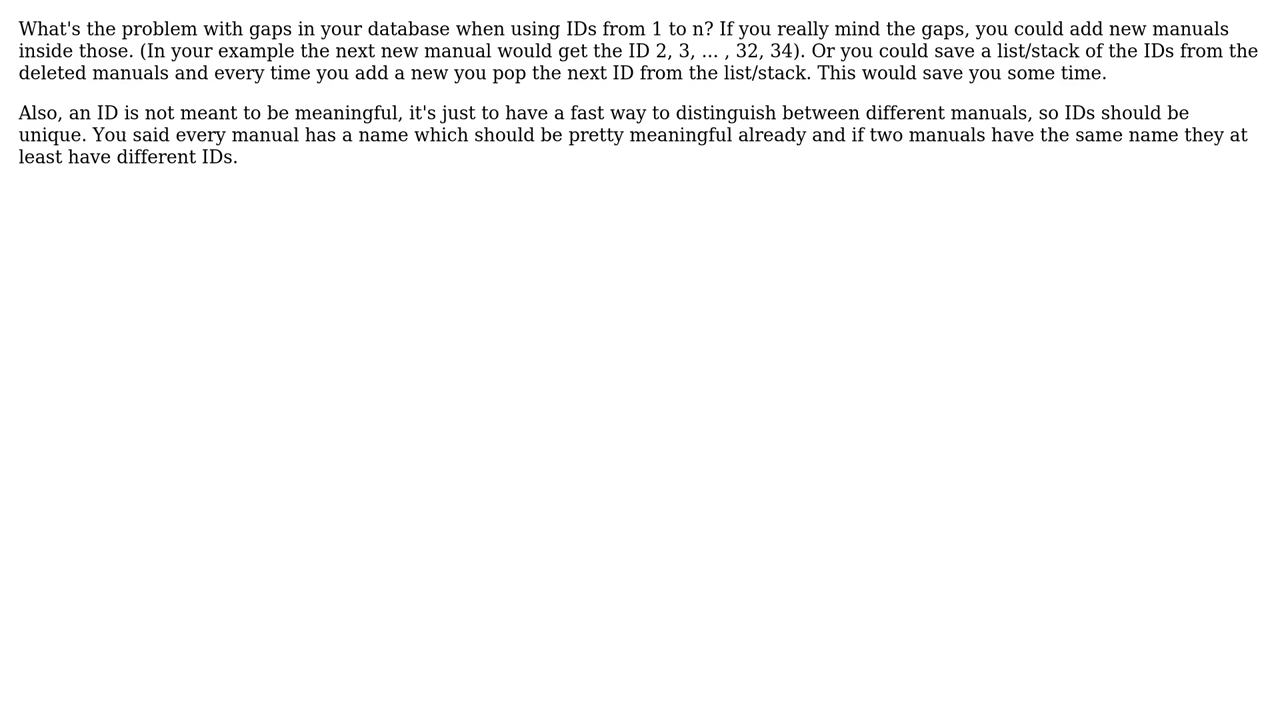 What's the problem with gaps in your database when using IDs from 1 to n? If you really mind the gaps, you could add new manuals
inside those. (In your example the next new manual would get the ID 2, 3, ... , 32, 34). Or you could save a list/stack of the IDs from the
deleted manuals and every time you add a new you pop the next ID from the list/stack. This would save you some time.
Also, an ID is not meant to be meaningful, it's just to have a fast way to distinguish between different manuals, so IDs should be
unique. You said every manual has a name which should be pretty meaningful already and if two manuals have the same name they at
least have different IDs.